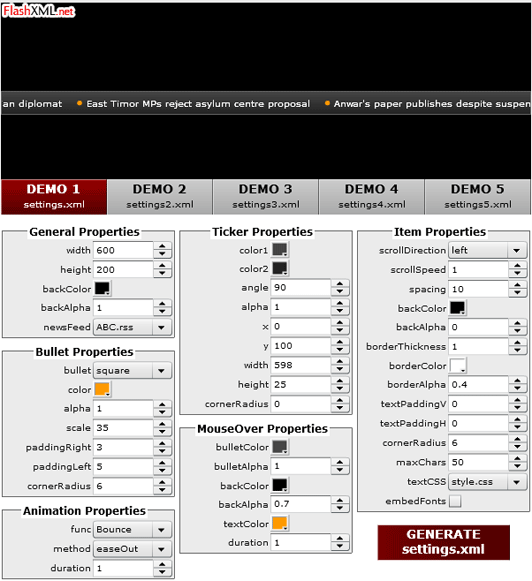 FlashXML.net
an diplomat East Timor MPs reject asylum centre proposal Anwar's paper publishes despite suspen
DEMO 1 DEMO 2 DEMO 3 DEMO 4 DEMO 5
settings.xml settings2.xml settings3.xml settings4.xml settings5.xml
General Properties
width 600
height 200
backColor
backAlpha 1
newsFeed ABC.rss
Bullet Properties
bullet square
color
alpha 1
scale 35
paddingRight 3
paddingLeft 5
cornerRadius 6
Animation Properties
func Bounce
method easeOut
duration 1
Ticker Properties
color1
color2
angle 90
alpha 1
x 0
y 100
width 598
height 25
cornerRadius 0
MouseOver Properties
bulletColor
bulletAlpha 1
backColor
backAlpha 0.7
textColor
duration 1
Item Properties
scrollDirection left
scrollSpeed 1
spacing 10
backColor
backAlpha 0
borderThickness 1
borderColor
borderAlpha 0.4
textPaddingV 0
textPaddingH 0
cornerRadius 6
maxChars 50
textCSS style.css
embedFonts
GENERATE
settings.xml